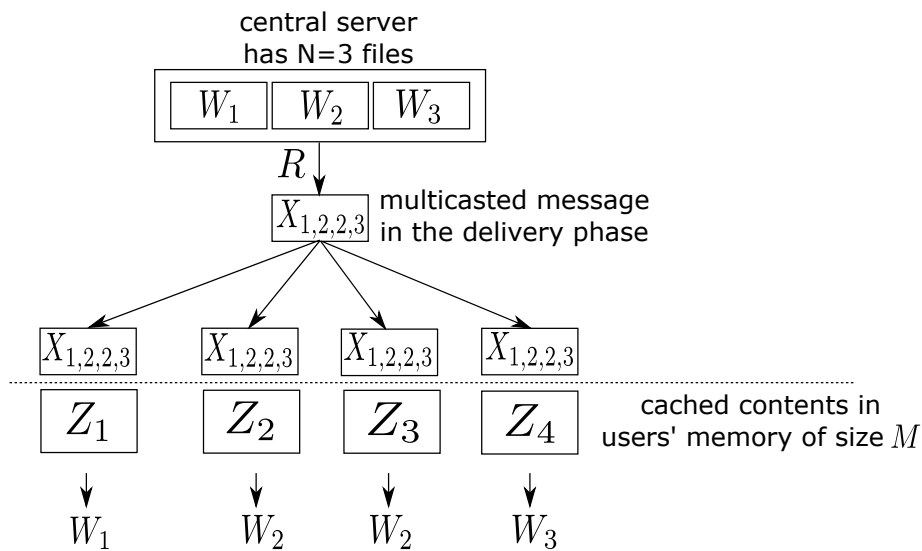 central server
has N=3 files
W₁ W₂ W₃
R
X₁,₂,₂,₃ multicasted message
in the delivery phase
X₁,₂,₂,₃ X₁,₂,₂,₃ X₁,₂,₂,₃ X₁,₂,₂,₃
Z₁ Z₂ Z₃ Z₄ cached contents in
users' memory of size M
W₁ W₂ W₂ W₃